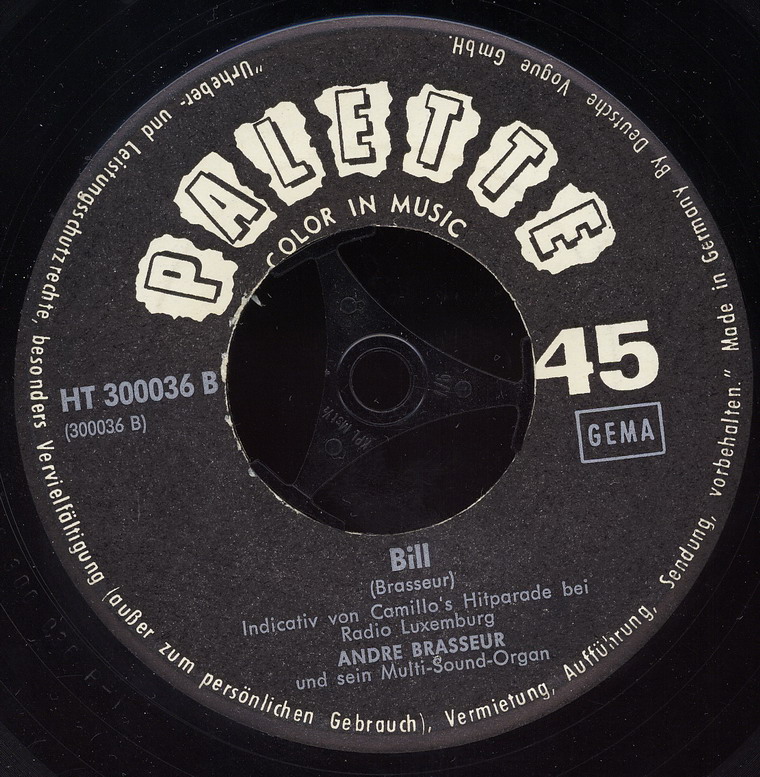 PALETTE
COLOR IN MUSIC
45
HT 300036 B
(300036 B)
GEMA
Bill
(Brasseur)
Indicativ von Camillo's Hitparade bei
Radio Luxemburg
ANDRE BRASSEUR
und sein Multi-Sound-Organ
"Urheber- und Leistungsschutzrechte, besonders Vervielfältigung (außer zum persönlichen Gebrauch), Vermietung, Aufführung, Sendung, vorbehalten." Made in Germany By Deutsche Vogue GmbH.